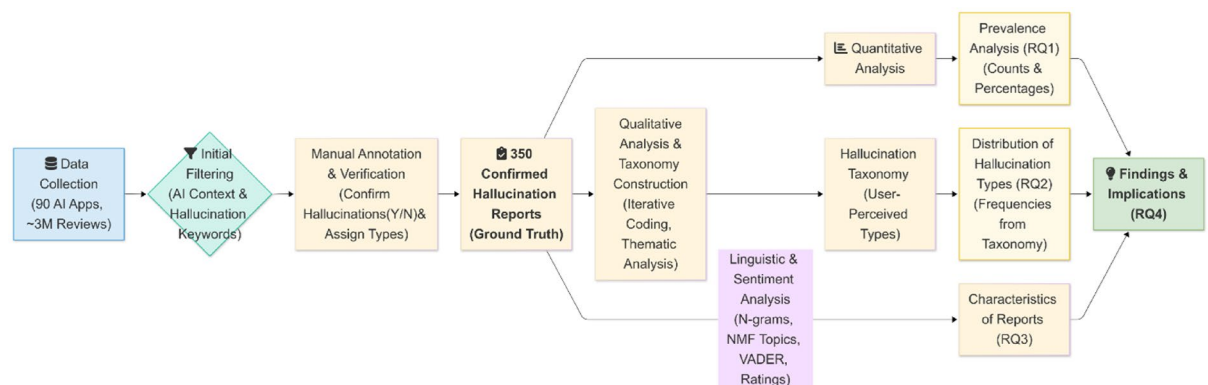 Data
Collection
(90 AI Apps,
~3M Reviews)
Initial
Filtering
(AI Context &
Hallucination
Keywords)
Manual Annotation
& Verification
(Confirm
Hallucinations(Y/N)&
Assign Types)
350
Confirmed
Hallucination
Reports
(Ground Truth)
Quantitative
Analysis
Prevalence
Analysis (RQ1)
(Counts &
Percentages)
Qualitative
Analysis &
Taxonomy
Construction
(Iterative
Coding,
Thematic
Analysis)
Hallucination
Taxonomy
(User-
Perceived
Types)
Distribution of
Hallucination
Types (RQ2)
(Frequencies
from
Taxonomy)
Linguistic &
Sentiment
Analysis
(N-grams,
NMF Topics,
VADER,
Ratings)
Characteristics
of Reports
(RQ3)
Findings &
Implications
(RQ4)